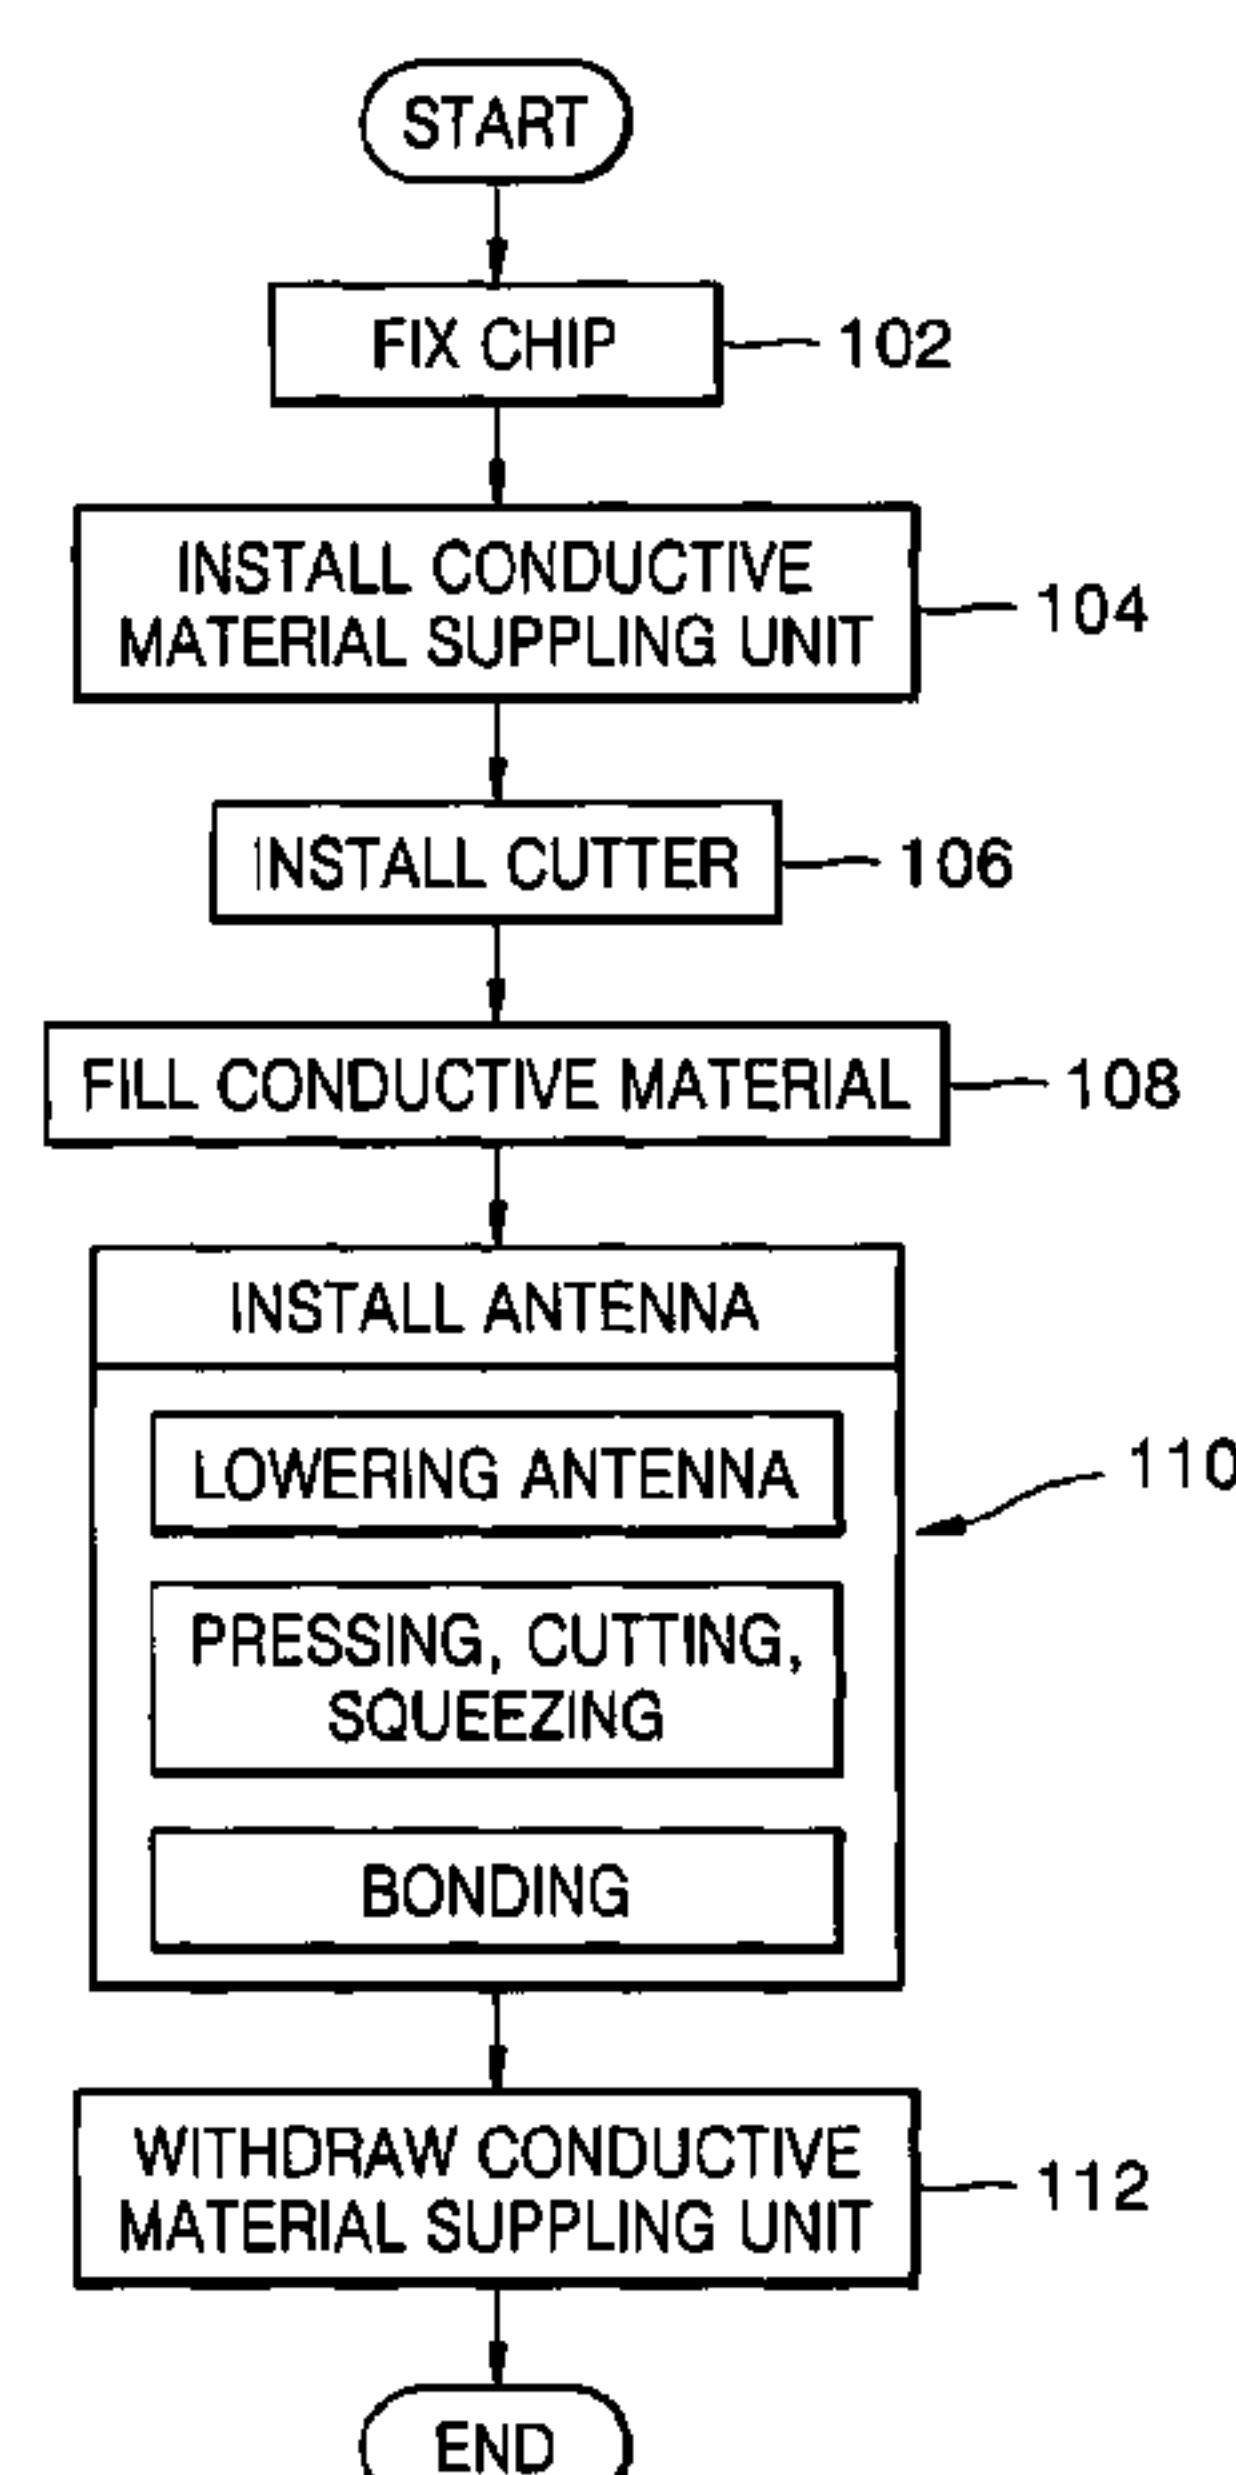 START
FIX CHIP
102
INSTALL CONDUCTIVE
MATERIAL SUPPLING UNIT
104
INSTALL CUTTER
106
FILL CONDUCTIVE MATERIAL
108
INSTALL ANTENNA
LOWERING ANTENNA
110
PRESSING, CUTTING,
SQUEEZING
BONDING
WITHDRAW CONDUCTIVE
MATERIAL SUPPLING UNIT
112
END